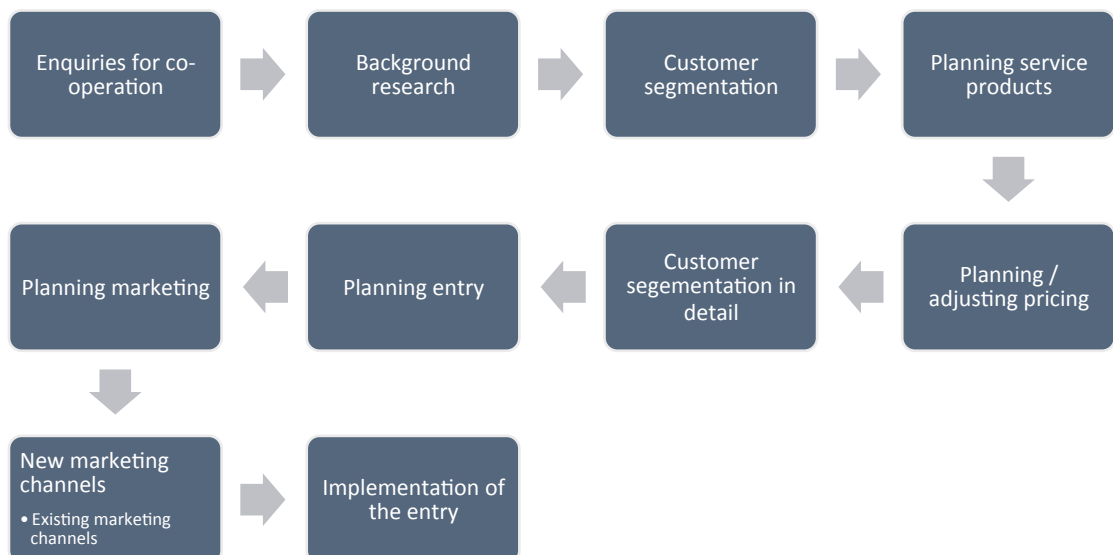 Enquiries for co-
operation
Background
research
Customer
segmentation
Planning service
products
Planning /
adjusting pricing
Customer
segementation in
detail
Planning entry
Planning marketing
New marketing
channels
• Existing marketing
channels
Implementation of
the entry